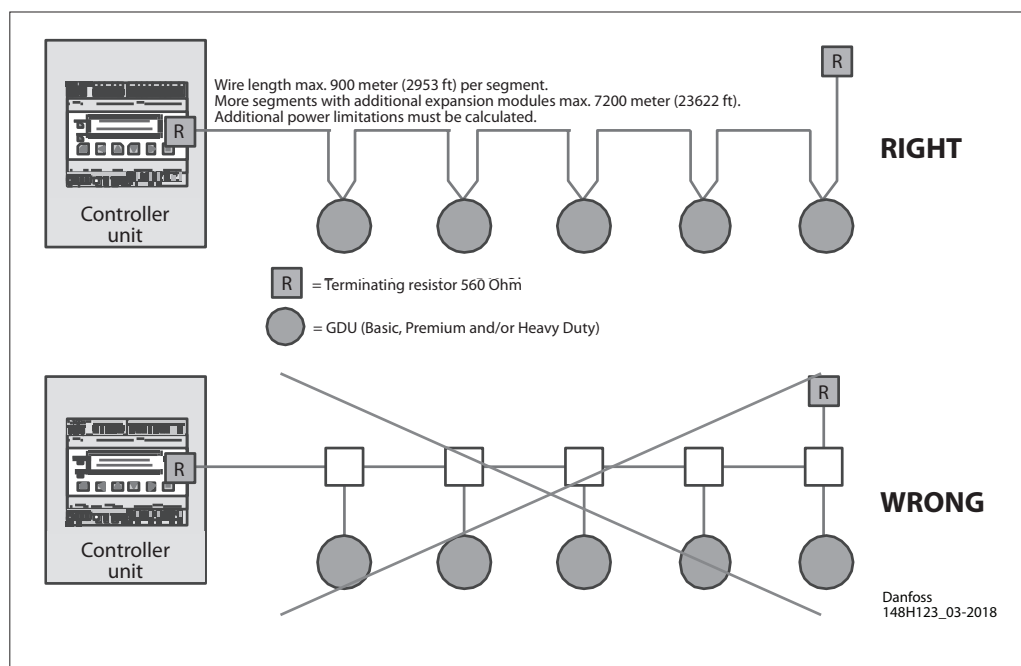 R
Wire length max. 900 meter (2953 ft) per segment.
More segments with additional expansion modules max. 7200 meter (23622 ft).
Additional power limitations must be calculated.
R
RIGHT
Controller
unit
R = Terminating resistor 560 Ohm
= GDU (Basic, Premium and/or Heavy Duty)
R
R
WRONG
Controller
unit
Danfoss
148H123_03-2018